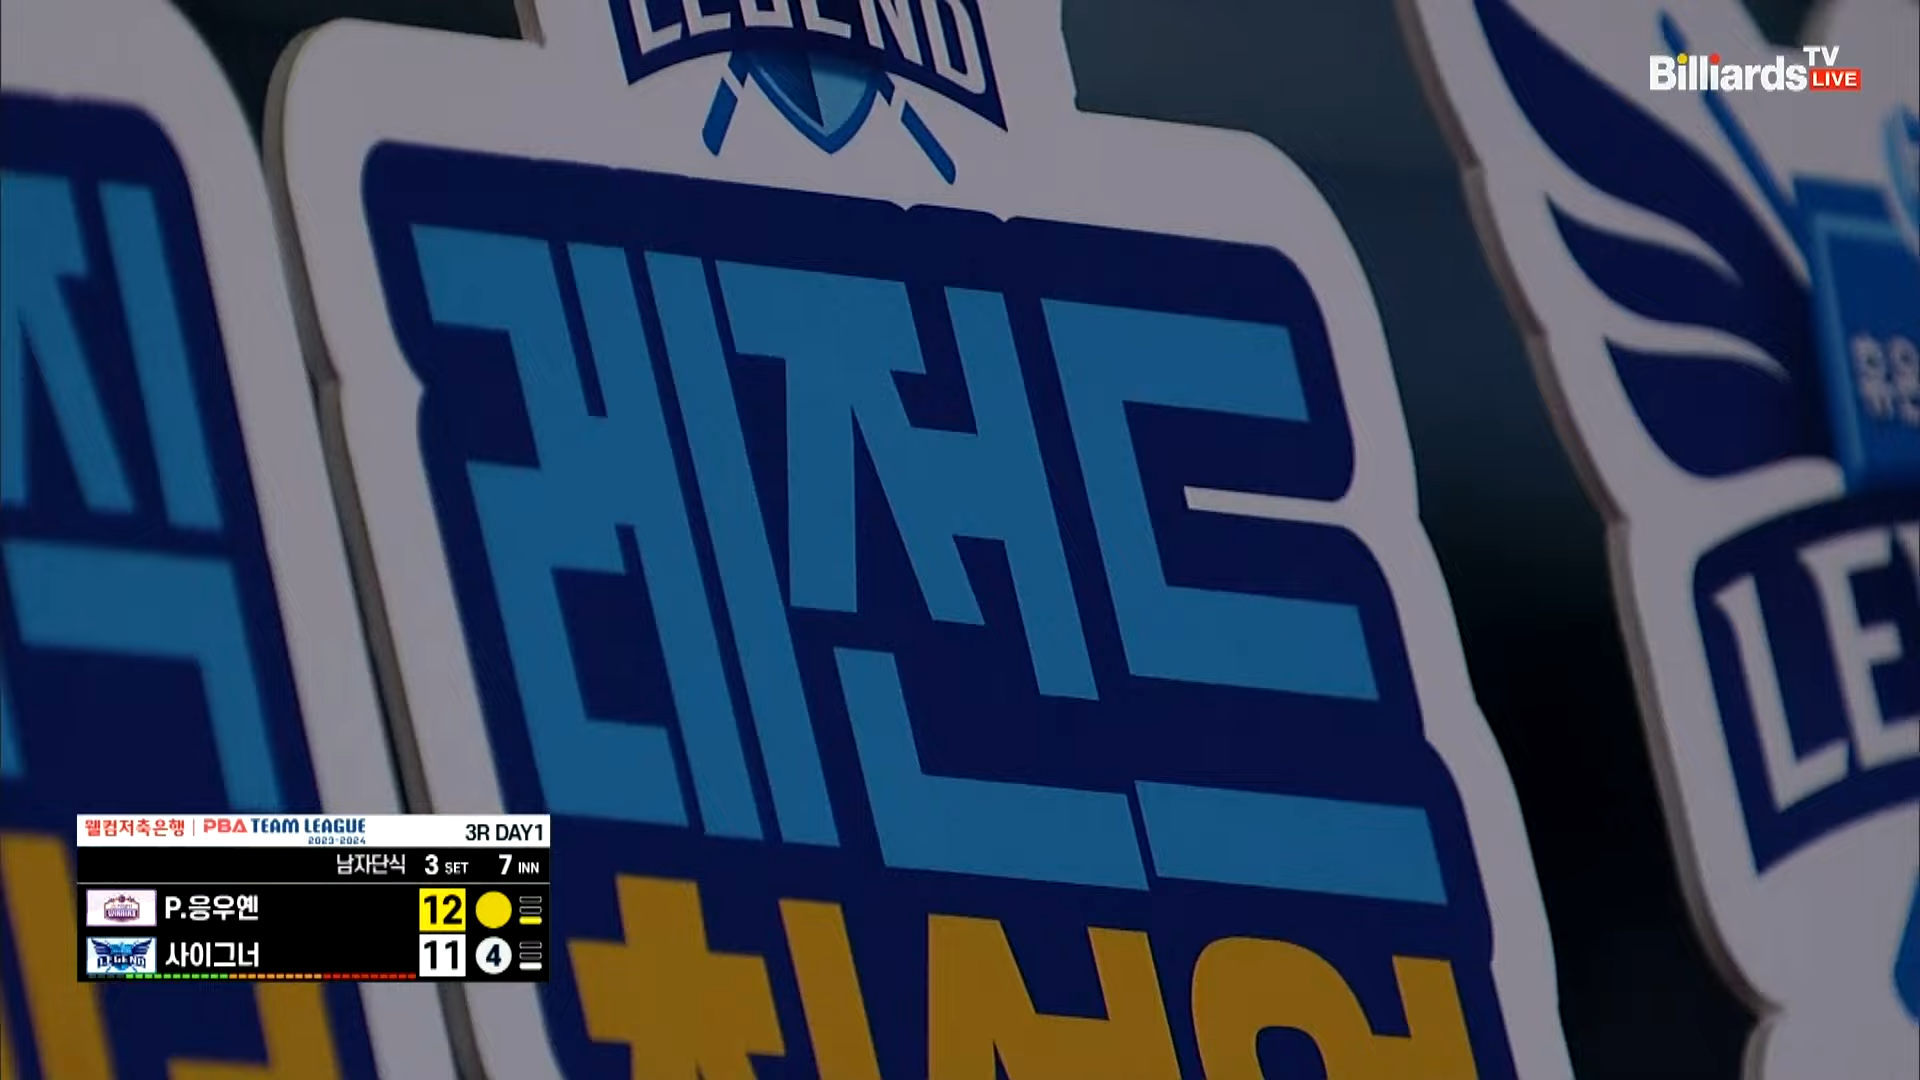 LEGEND
Billiards TV LIVE
레전드
LE
웰컴저축은행 | PBA TEAM LEAGUE 2023-2024 3R DAY1
남자단식 3 SET 7 INN
P.응우옌 12
LEGEND 사이그너 11 4